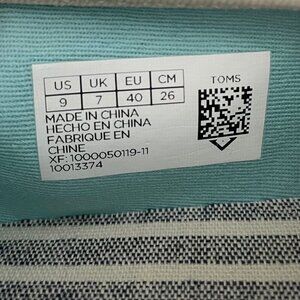 US UK EU CM TOMS
9 7 40 26
MADE IN CHINA
HECHO EN CHINA
FABRIQUE EN
CHINE
XF: 1000050119-11
10013374